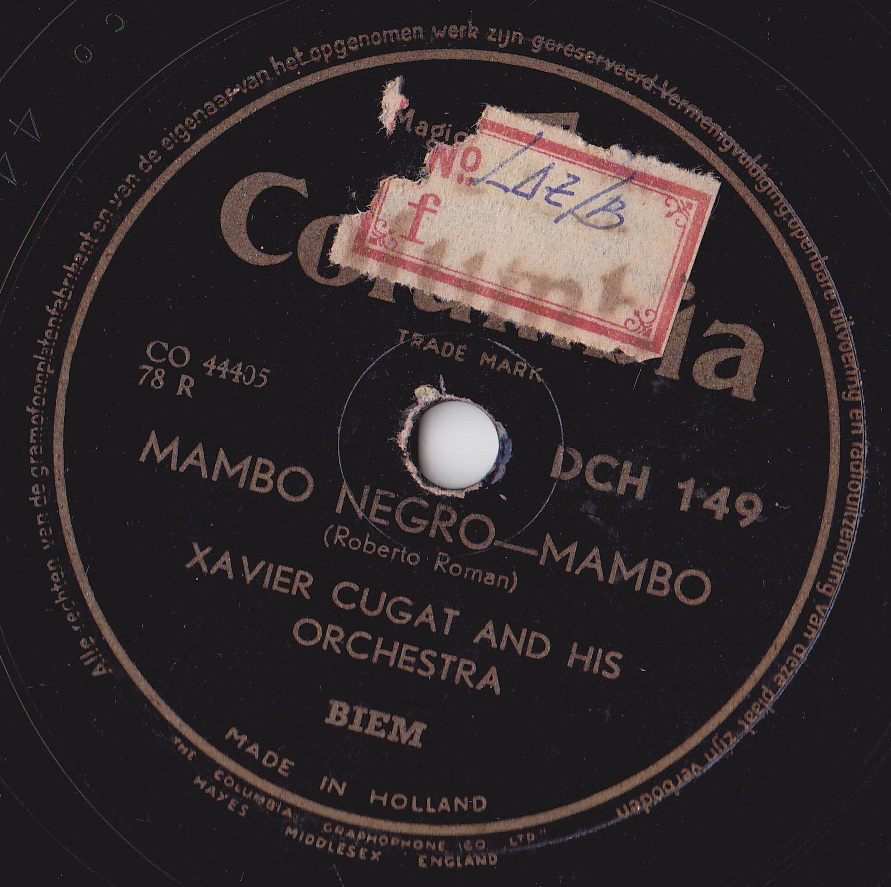 Alle rechten van de gramofoonplatenfabrikant en van de eigenaar van het opgenomen werk zijn gereserveerd. Vermenigvuldiging, openbare uitvoering en radiouitzending van deze plaat zijn verboden
Magic
No
f
Columbia
TRADE MARK
CO 44405
78 R
DCH 149
MAMBO NEGRO—MAMBO
(Roberto Roman)
XAVIER CUGAT AND HIS
ORCHESTRA
BIEM
MADE IN HOLLAND
THE COLUMBIA GRAPHOPHONE CO LTD
HAYES MIDDLESEX ENGLAND